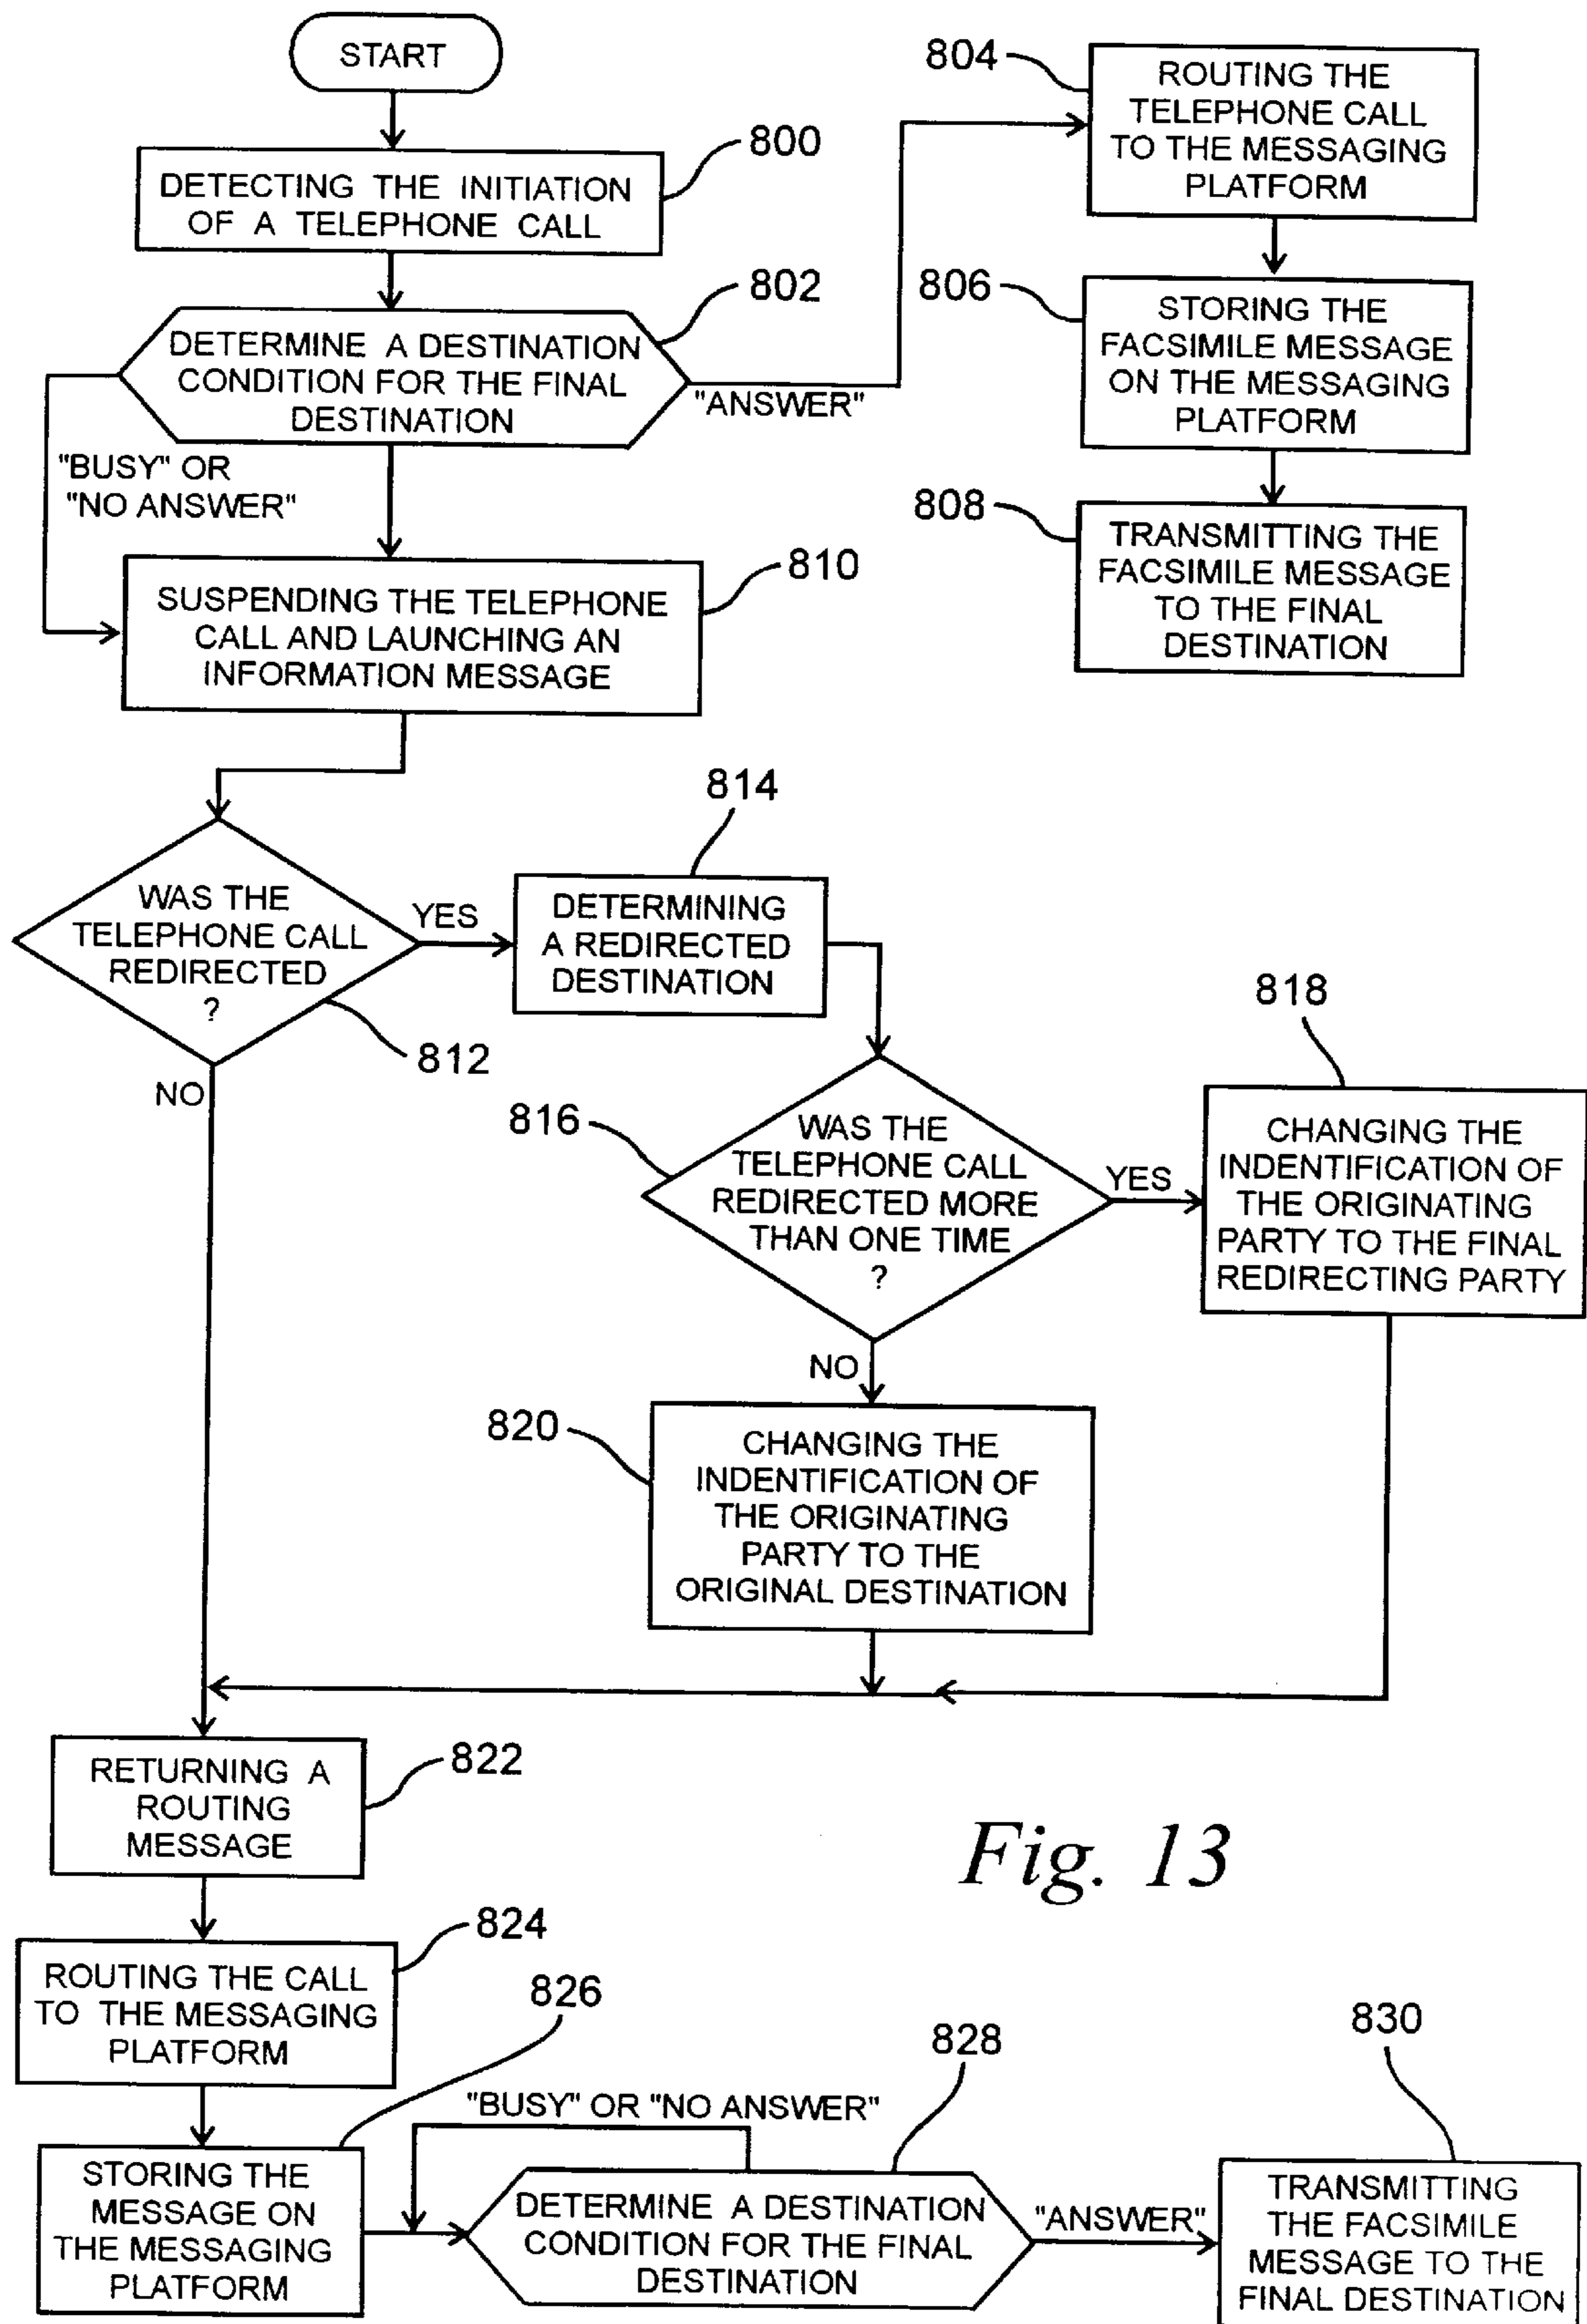 START
800
DETECTING THE INITIATION
OF A TELEPHONE CALL
802
DETERMINE A DESTINATION
CONDITION FOR THE FINAL
DESTINATION
"ANSWER"
"BUSY" OR
"NO ANSWER"
804
ROUTING THE
TELEPHONE CALL
TO THE MESSAGING
PLATFORM
806
STORING THE
FACSIMILE MESSAGE
ON THE MESSAGING
PLATFORM
808
TRANSMITTING THE
FACSIMILE MESSAGE
TO THE FINAL
DESTINATION
810
SUSPENDING THE TELEPHONE
CALL AND LAUNCHING AN
INFORMATION MESSAGE
WAS THE
TELEPHONE CALL
REDIRECTED
?
812
YES
NO
814
DETERMINING
A REDIRECTED
DESTINATION
816
WAS THE
TELEPHONE CALL
REDIRECTED MORE
THAN ONE TIME
?
YES
NO
818
CHANGING THE
INDENTIFICATION OF
THE ORIGINATING
PARTY TO THE FINAL
REDIRECTING PARTY
820
CHANGING THE
INDENTIFICATION OF
THE ORIGINATING
PARTY TO THE
ORIGINAL DESTINATION
822
RETURNING A
ROUTING
MESSAGE
Fig. 13
824
ROUTING THE CALL
TO THE MESSAGING
PLATFORM
826
STORING THE
MESSAGE ON
THE MESSAGING
PLATFORM
"BUSY" OR "NO ANSWER"
828
DETERMINE A DESTINATION
CONDITION FOR THE FINAL
DESTINATION
"ANSWER"
830
TRANSMITTING
THE FACSIMILE
MESSAGE TO THE
FINAL DESTINATION